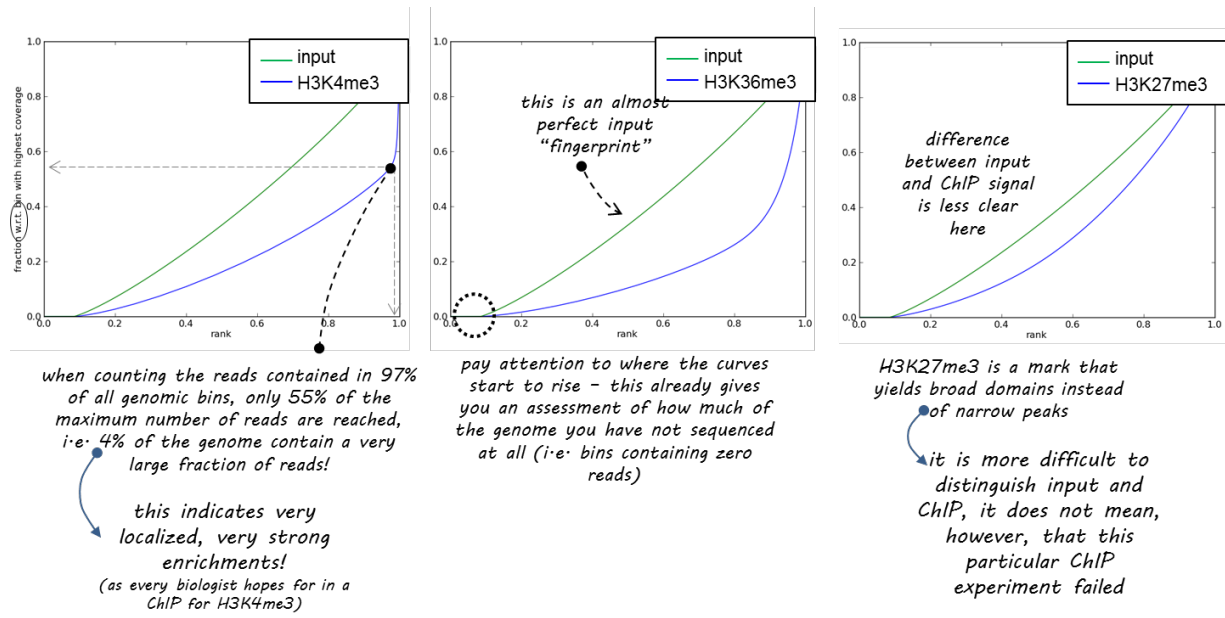 1.0
0.8
0.6
0.4
0.2
0.0
0.0 0.2 0.4 0.6 0.8 1.0
rank
fraction w.r.t. bin with highest coverage
input
H3K4me3
when counting the reads contained in 97%
of all genomic bins, only 55% of the
maximum number of reads are reached,
i.e. 4% of the genome contain a very
large fraction of reads!
this indicates very
localized, very strong
enrichments!
(as every biologist hopes for in a
ChIP for H3K4me3)
1.0
0.8
0.6
0.4
0.2
0.0
0.0 0.2 0.4 0.6 0.8 1.0
rank
input
H3K36me3
this is an almost
perfect input
“fingerprint”
pay attention to where the curves
start to rise – this already gives
you an assessment of how much of
the genome you have not sequenced
at all (i.e. bins containing zero
reads)
1.0
0.8
0.6
0.4
0.2
0.0
0.0 0.2 0.4 0.6 0.8 1.0
rank
input
H3K27me3
difference
between input
and ChIP signal
is less clear
here
H3K27me3 is a mark that
yields broad domains instead
of narrow peaks
it is more difficult to
distinguish input and
ChIP, it does not mean,
however, that this
particular ChIP
experiment failed